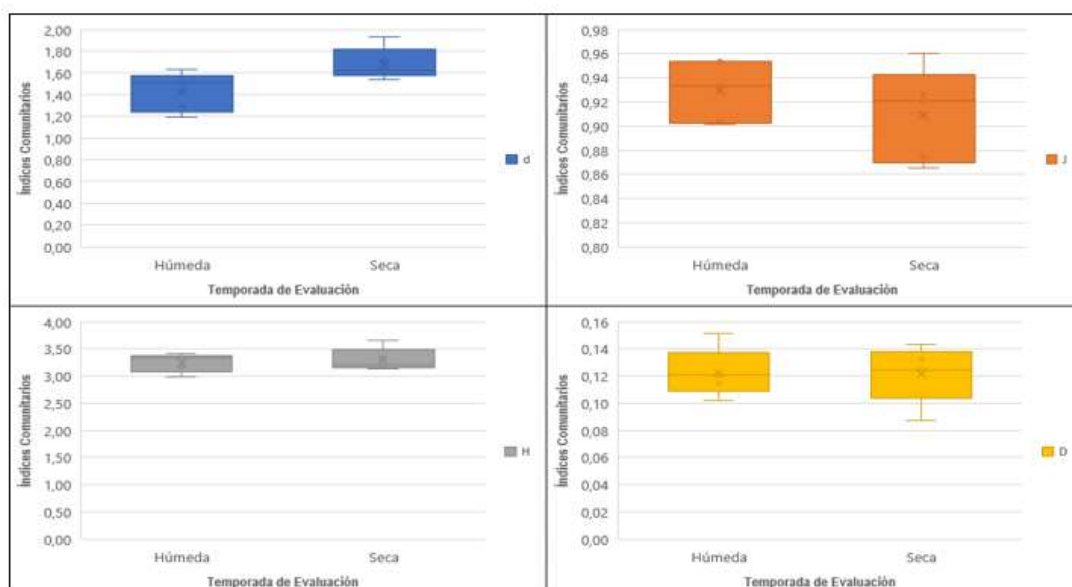 2,00
1,80
1,60
1,40
1,20
1,00
0,80
0,60
0,40
0,20
0,00
Índices Comunitarios
Húmeda Seca
Temporada de Evaluación
d
0,98
0,96
0,94
0,92
0,90
0,88
0,86
0,84
0,82
0,80
Índices Comunitarios
Húmeda Seca
Temporada de Evaluación
J
4,00
3,50
3,00
2,50
2,00
1,50
1,00
0,50
0,00
Índices Comunitarios
Húmeda Seca
Temporada de Evaluación
H
0,16
0,14
0,12
0,10
0,08
0,06
0,04
0,02
0,00
Índices Comunitarios
Húmeda Seca
Temporada de Evaluación
D